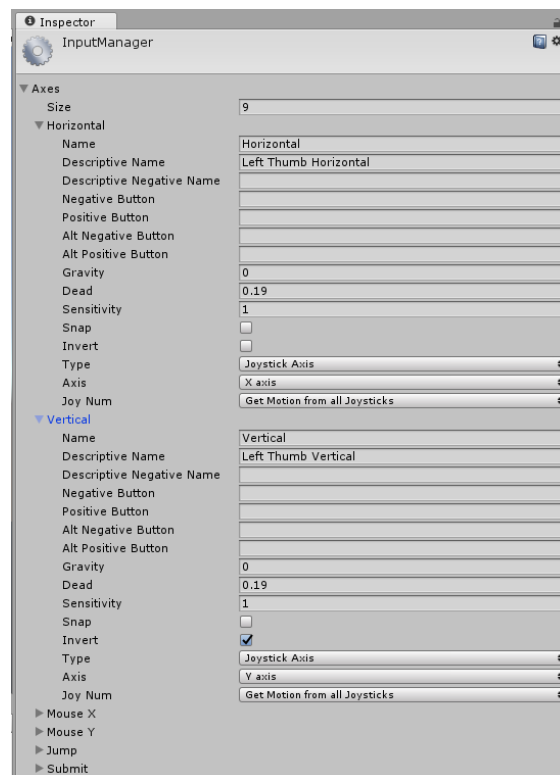 Inspector
InputManager
Axes
Size 9
Horizontal
Name Horizontal
Descriptive Name Left Thumb Horizontal
Descriptive Negative Name
Negative Button
Positive Button
Alt Negative Button
Alt Positive Button
Gravity 0
Dead 0.19
Sensitivity 1
Snap
Invert
Type Joystick Axis
Axis X axis
Joy Num Get Motion from all Joysticks
Vertical
Name Vertical
Descriptive Name Left Thumb Vertical
Descriptive Negative Name
Negative Button
Positive Button
Alt Negative Button
Alt Positive Button
Gravity 0
Dead 0.19
Sensitivity 1
Snap
Invert
Type Joystick Axis
Axis Y axis
Joy Num Get Motion from all Joysticks
Mouse X
Mouse Y
Jump
Submit